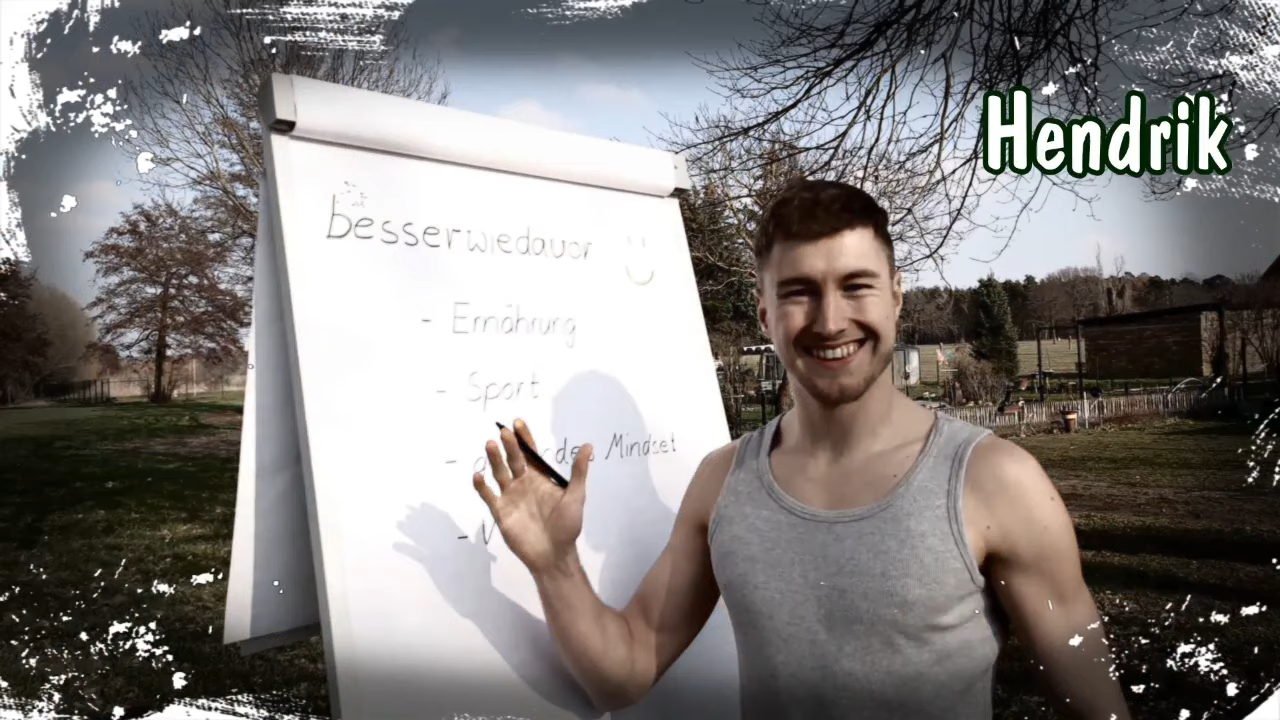 Hendrik
besserwiedavor :)
- Ernährung
- Sport
- Mindset
-